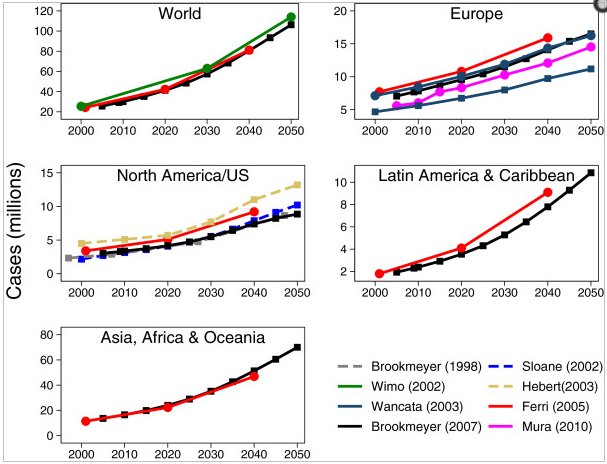 Cases (millions)
World
120
100
80
60
40
20
2000 2010 2020 2030 2040 2050
Europe
20
15
10
5
2000 2010 2020 2030 2040 2050
North America/US
15
10
5
0
2000 2010 2020 2030 2040 2050
Latin America & Caribbean
10
8
6
4
2
2000 2010 2020 2030 2040 2050
Asia, Africa & Oceania
80
60
40
20
0
2000 2010 2020 2030 2040 2050
Brookmeyer (1998)
Wimo (2002)
Wancata (2003)
Brookmeyer (2007)
Sloane (2002)
Hebert(2003)
Ferri (2005)
Mura (2010)